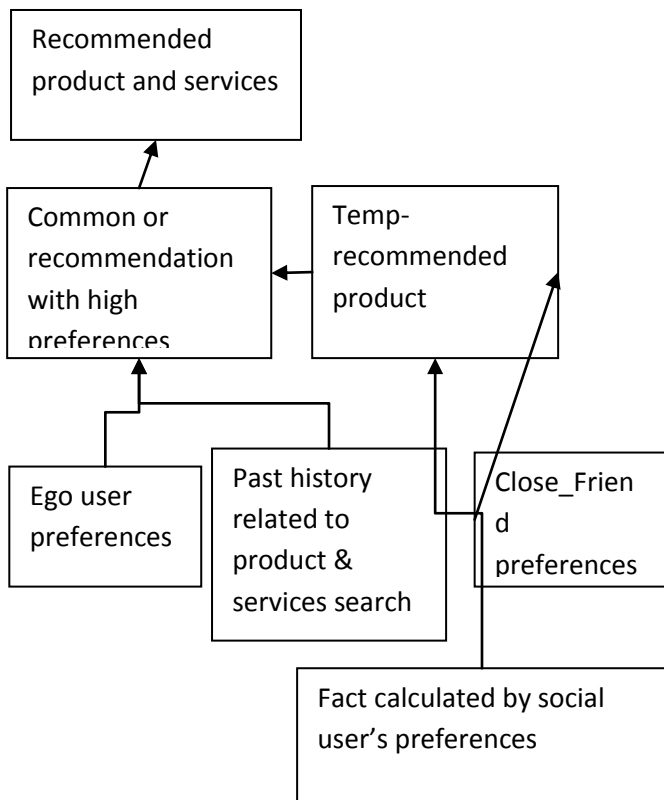 Recommended
product and services
Common or
recommendation
with high
preferences
Temp-
recommended
product
Ego user
preferences
Past history
related to
product &
services search
Close_Frien
d
preferences
Fact calculated by social
user’s preferences